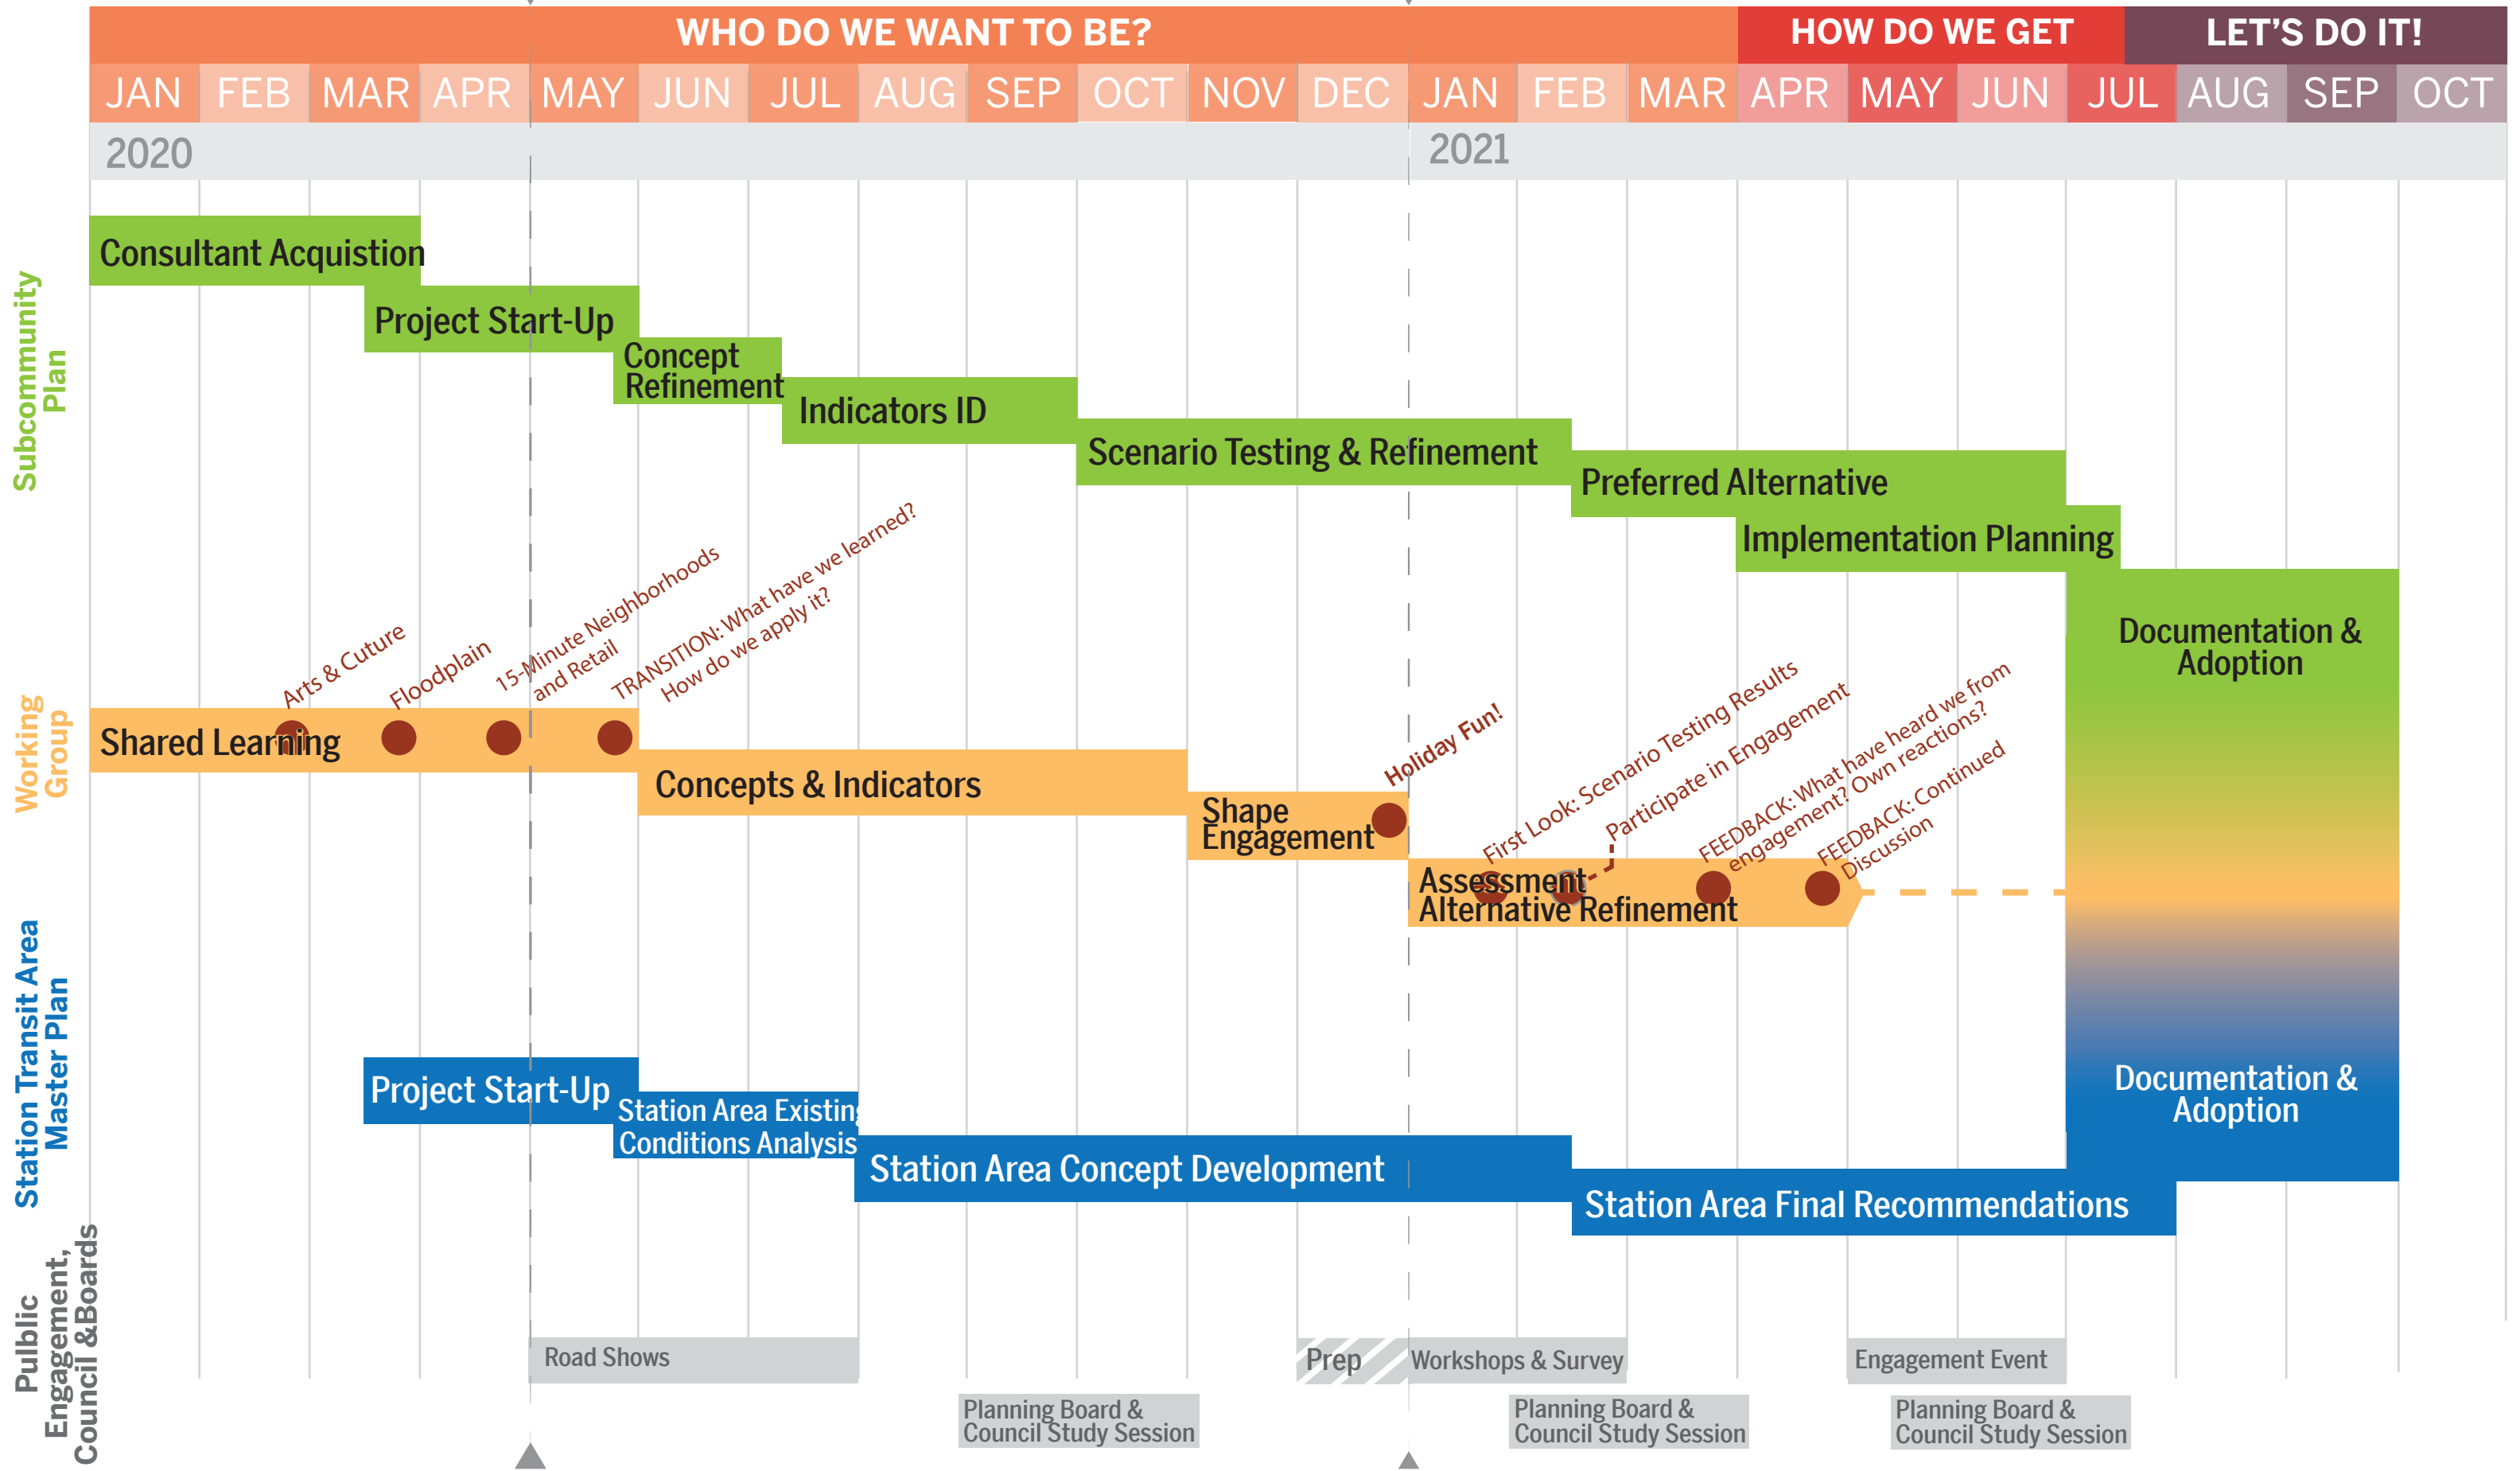 WHO DO WE WANT TO BE?
HOW DO WE GET
LET'S DO IT!
JAN FEB MAR APR MAY JUN JUL AUG SEP OCT NOV DEC JAN FEB MAR APR MAY JUN JUL AUG SEP OCT
2020
2021
Subcommunity
Plan
Consultant Acquistion
Project Start-Up
Concept
Refinement
Indicators ID
Scenario Testing & Refinement
Preferred Alternative
Implementation Planning
Documentation &
Adoption
Working
Group
Arts & Cuture
Floodplain
15-Minute Neighborhoods
and Retail
TRANSITION: What have we learned?
How do we apply it?
Shared Learning
Concepts & Indicators
Holiday Fun!
Shape
Engagement
First Look: Scenario Testing Results
Participate in Engagement
FEEDBACK: What have heard we from
engagement? Own reactions?
FEEDBACK: Continued
Discussion
Assessment
Alternative Refinement
Station Transit Area
Master Plan
Project Start-Up
Station Area Existing
Conditions Analysis
Station Area Concept Development
Station Area Final Recommendations
Documentation &
Adoption
Pulblic
Engagement,
Council &Boards
Road Shows
Prep
Workshops & Survey
Engagement Event
Planning Board &
Council Study Session
Planning Board &
Council Study Session
Planning Board &
Council Study Session